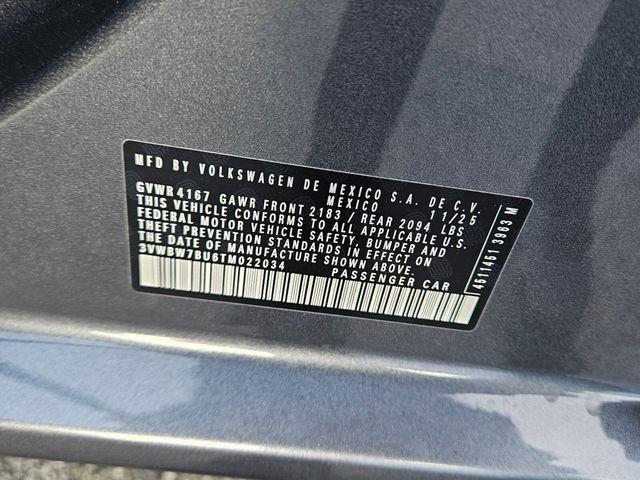 MFD BY VOLKSWAGEN DE MEXICO S.A. DE C.V.
MEXICO 11/25
GVWR 4167 GAWR FRONT 2183 / REAR 2094 LBS
THIS VEHICLE CONFORMS TO ALL APPLICABLE
FEDERAL MOTOR VEHICLE SAFETY, BUMPER AND
THEFT PREVENTION STANDARDS IN EFFECT ON
THE DATE OF MANUFACTURE SHOWN ABOVE.
3VWBW7BU6TM022034 PASSENGER CAR
4511451 3963 M